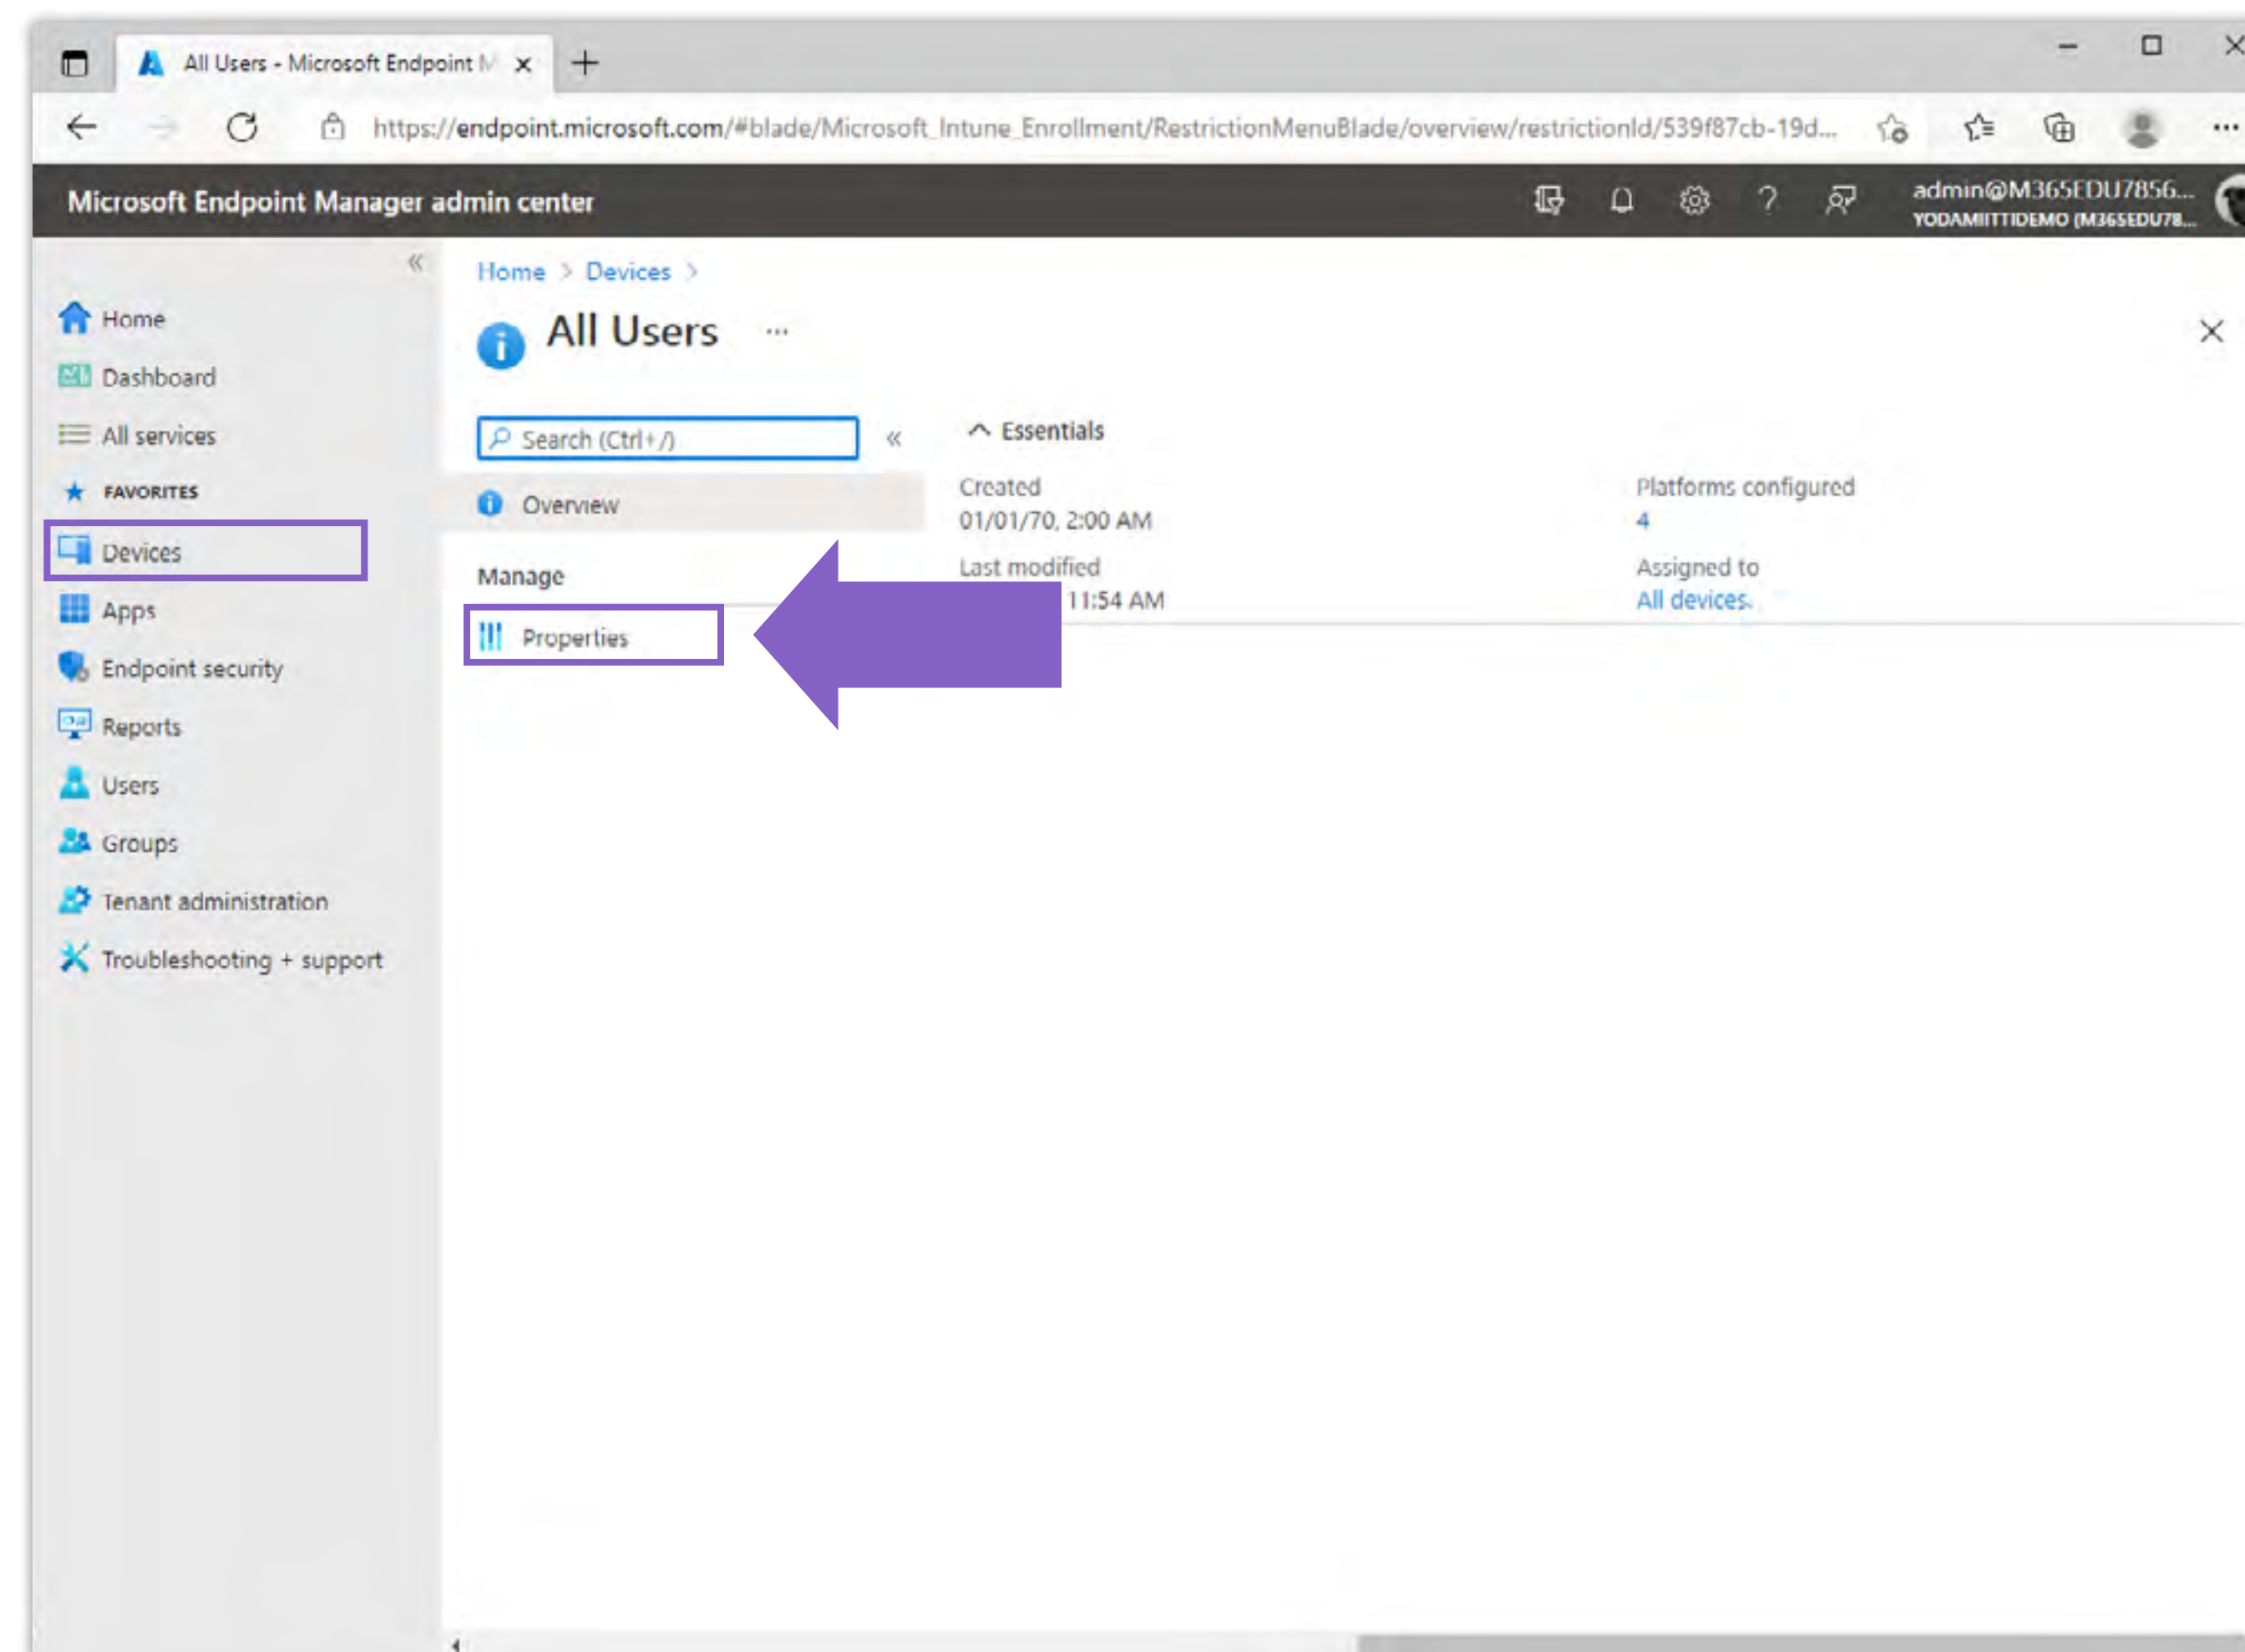 All Users - Microsoft Endpoint M
https://endpoint.microsoft.com/#blade/Microsoft_Intune_Enrollment/RestrictionMenuBlade/overview/restrictionId/539f87cb-19d...
Microsoft Endpoint Manager admin center
admin@M365EDU7856...
YODAMIITTIDEMO (M365EDU78...
Home > Devices >
All Users ...
Home
Dashboard
All services
FAVORITES
Devices
Apps
Endpoint security
Reports
Users
Groups
Tenant administration
Troubleshooting + support
Search (Ctrl+/)
Overview
Manage
Properties
Essentials
Created
01/01/70, 2:00 AM
Last modified
11:54 AM
Platforms configured
4
Assigned to
All devices.